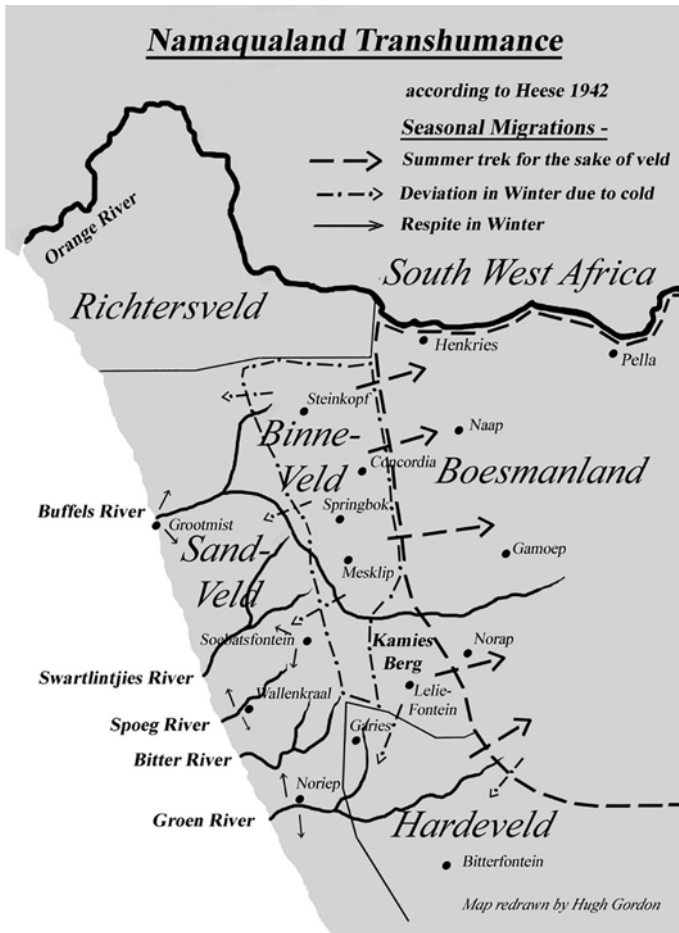 Namaqualand Transhumance
according to Heese 1942
Seasonal Migrations -
Summer trek for the sake of veld
Deviation in Winter due to cold
Respite in Winter
Orange River
South West Africa
Richtersveld
Henkries
Pella
Steinkopf
Binne-
Veld
Naap
Concordia
Boesmanland
Springbok
Buffels River
Grootmist
Sand-
Veld
Gamoep
Mesklip
Soebatsfontein
Kamies
Berg
Norap
Swartlintjies River
Lelie-
Fontein
Wallenkraal
Spoeg River
Garies
Bitter River
Noriep
Groen River
Hardeveld
Bitterfontein
Map redrawn by Hugh Gordon